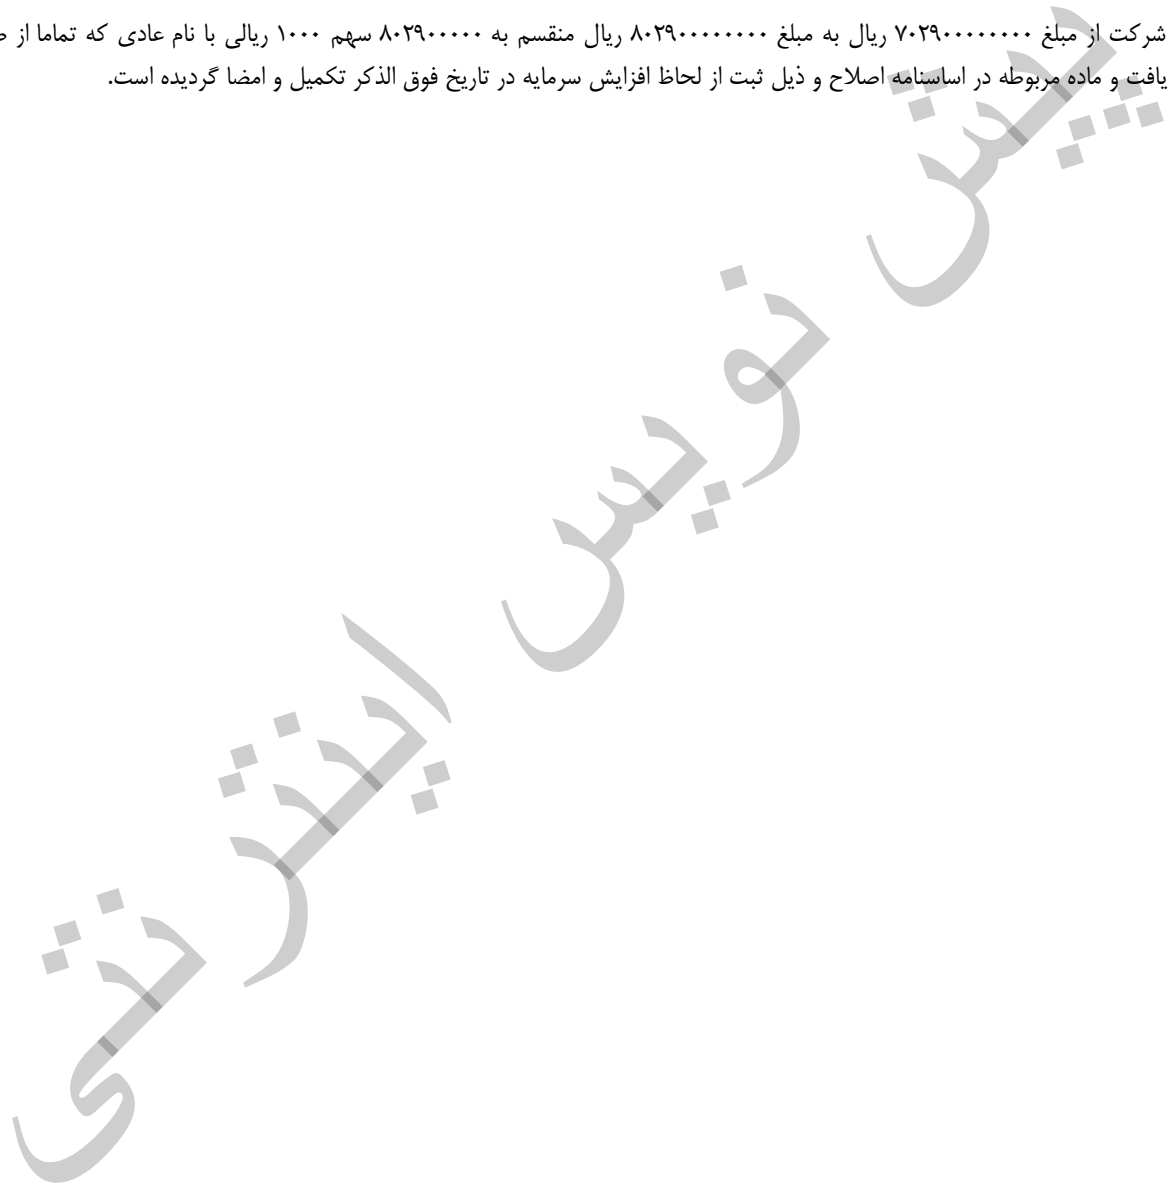 شرکت از مبلغ ۷۰۲۹۰۰۰۰۰۰۰۰ ریال به مبلغ ۸۰۲۹۰۰۰۰۰۰۰۰ ریال منقسم به ۸۰۲۹۰۰۰۰۰ سهم ۱۰۰۰ ریالی با نام عادی که تماما از
یافت و ماده مربوطه در اساسنامه اصلاح و ذیل ثبت از لحاظ افزایش سرمایه در تاریخ فوق الذکر تکمیل و امضا گردیده است.
پیش نویس اینترنتی